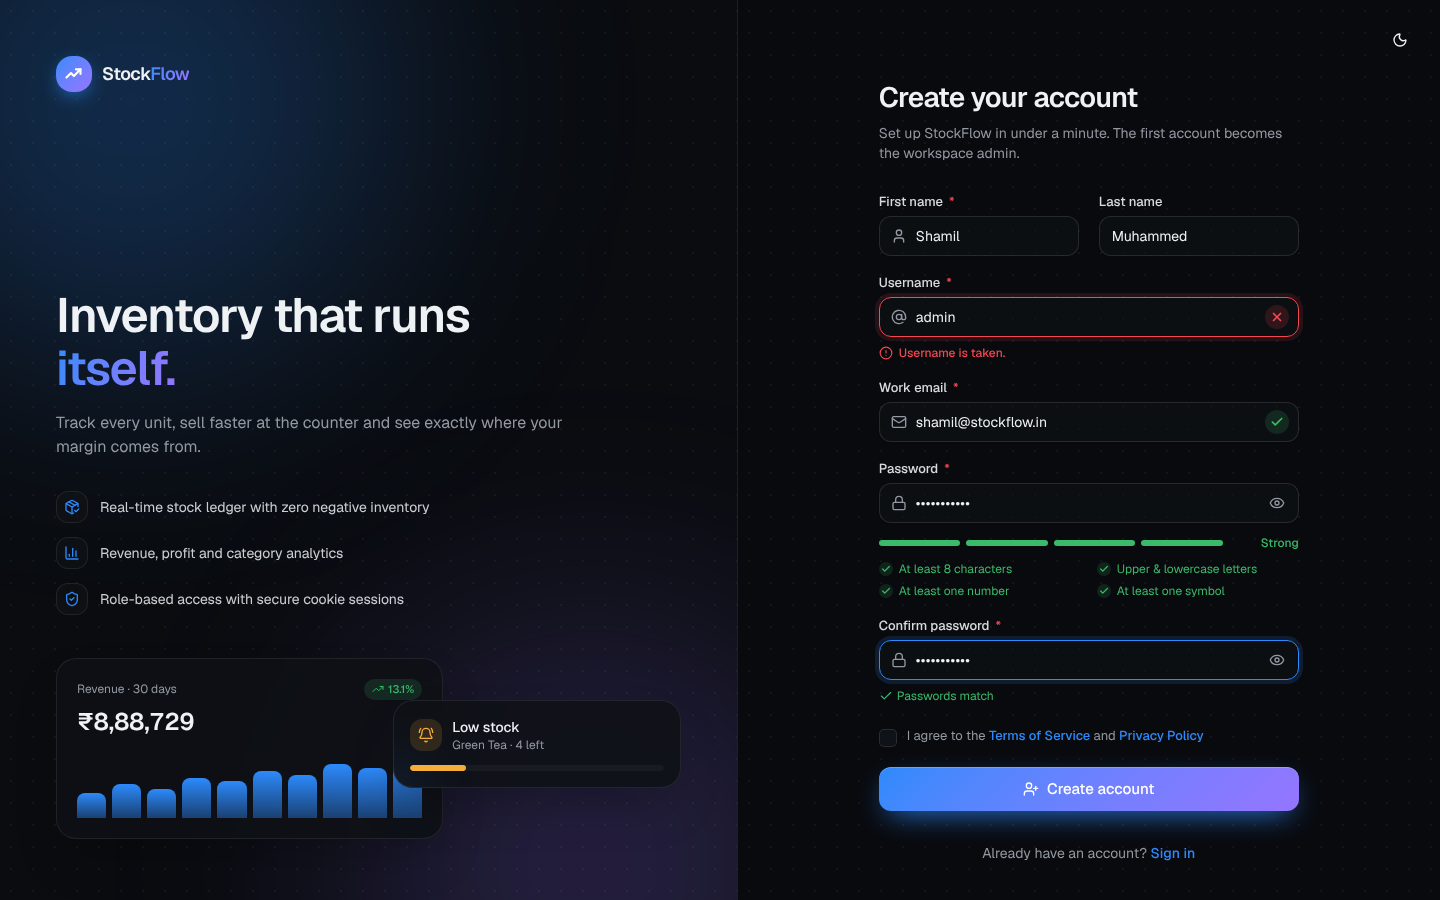 StockFlow
Inventory that runs
itself.
Track every unit, sell faster at the counter and see exactly where your
margin comes from.
Real-time stock ledger with zero negative inventory
Revenue, profit and category analytics
Role-based access with secure cookie sessions
Revenue · 30 days
13.1%
₹8,88,729
Low stock
Green Tea · 4 left
Create your account
Set up StockFlow in under a minute. The first account becomes
the workspace admin.
First name *
Last name
Shamil
Muhammed
Username *
admin
Username is taken.
Work email *
shamil@stockflow.in
Password *
•••••••••••
Strong
At least 8 characters
Upper & lowercase letters
At least one number
At least one symbol
Confirm password *
•••••••••••
Passwords match
I agree to the Terms of Service and Privacy Policy
Create account
Already have an account? Sign in